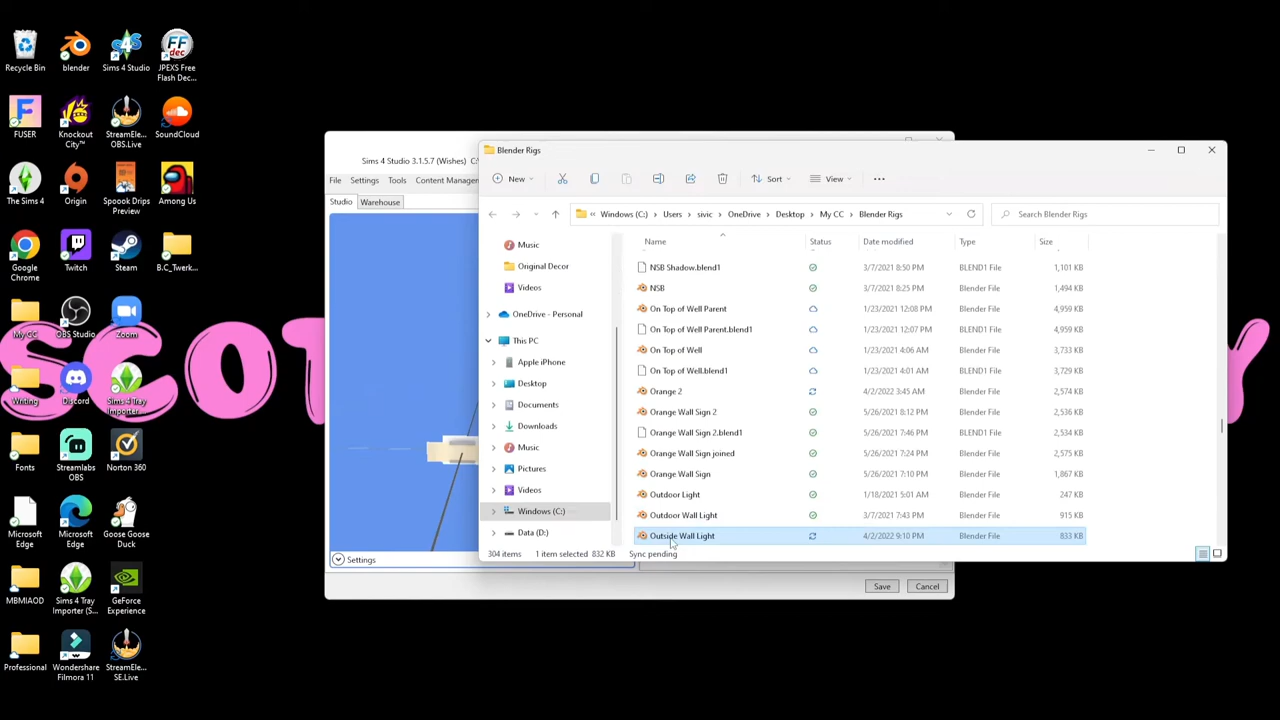 Recycle Bin
blender
Sims 4 Studio
JPEXS Free Flash Dec...
FUSER
Knockout City™
StreamEle... OBS.Live
SoundCloud
The Sims 4
Origin
Spoook Drips Preview
Among Us
Google Chrome
Twitch
Steam
B.C_Twerk...
My CC
OBS Studio
Zoom
Writing
Discord
Sims 4 Tray Importer...
Fonts
Streamlabs OBS
Norton 360
Microsoft Edge
Microsoft Edge
Goose Goose Duck
MBMIAOD
Sims 4 Tray Importer (S...
GeForce Experience
Professional
Wondershare Filmora 11
StreamEle... SE.Live
SCOT
Y
Sims 4 Studio 3.1.5.7 (Wishes)
File Settings Tools Content Manager
Studio Warehouse
Settings
Save Cancel
Blender Rigs
New Sort View
Windows (C:) Users sivic OneDrive Desktop My CC Blender Rigs
Search Blender Rigs
Music
Original Decor
Videos
OneDrive - Personal
This PC
Apple iPhone
Desktop
Documents
Downloads
Music
Pictures
Videos
Windows (C:)
Data (D:)
Name Status Date modified Type Size
NSB Shadow.blend1 3/7/2021 8:50 PM BLEND1 File 1,101 KB
NSB 3/7/2021 8:25 PM Blender File 1,494 KB
On Top of Well Parent 1/23/2021 12:08 PM Blender File 4,959 KB
On Top of Well Parent.blend1 1/23/2021 12:07 PM BLEND1 File 4,959 KB
On Top of Well 1/23/2021 4:06 AM Blender File 3,733 KB
On Top of Well.blend1 1/23/2021 4:01 AM BLEND1 File 3,729 KB
Orange 2 4/2/2022 3:45 AM Blender File 2,574 KB
Orange Wall Sign 2 5/26/2021 8:12 PM Blender File 2,536 KB
Orange Wall Sign 2.blend1 5/26/2021 7:46 PM BLEND1 File 2,534 KB
Orange Wall Sign joined 5/26/2021 7:24 PM Blender File 2,575 KB
Orange Wall Sign 5/26/2021 7:10 PM Blender File 1,867 KB
Outdoor Light 1/18/2021 5:01 AM Blender File 247 KB
Outdoor Wall Light 3/7/2021 7:43 PM Blender File 915 KB
Outside Wall Light 4/2/2022 9:10 PM Blender File 833 KB
304 items 1 item selected 832 KB Sync pending